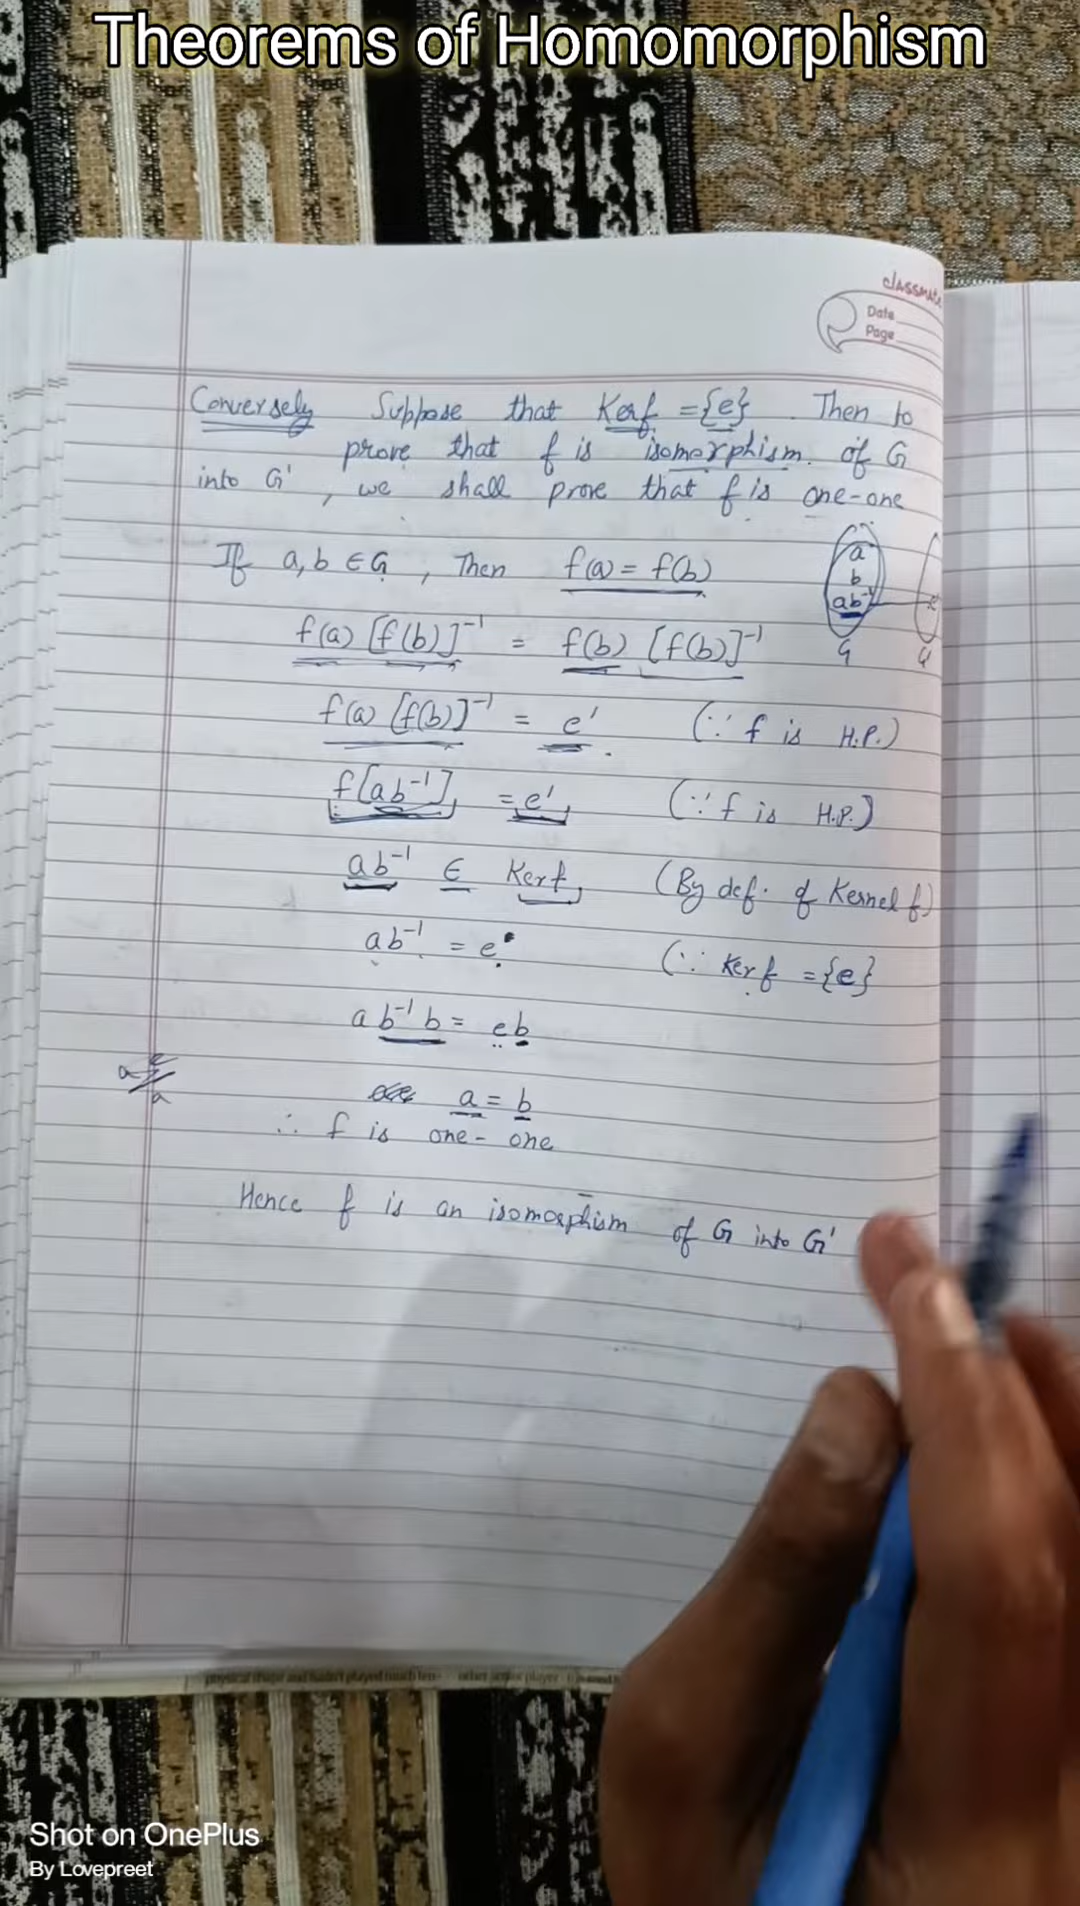 Theorems of Homomorphism
classmate
Date
Page
Conversely Suppose that Kerf = {e} . Then to
prove that f is isomorphism. of G
into G' , we shall prove that f is one-one
If a, b ∈ G , Then f(a) = f(b)
a
b
ab⁻¹
G
f(a) [f(b)]⁻¹ = f(b) [f(b)]⁻¹
f(a) [f(b)]⁻¹ = e' . (∵ f is H.P.)
f[ab⁻¹] = e' (∵ f is H.P.)
ab⁻¹ ∈ Kerf, (By def. of Kernel f)
ab⁻¹ = e (∵ Kerf = {e}
ab⁻¹b = eb
a = b
∴ f is one-one
Hence f is an isomorphism of G into G'
Shot on OnePlus
By Lovepreet